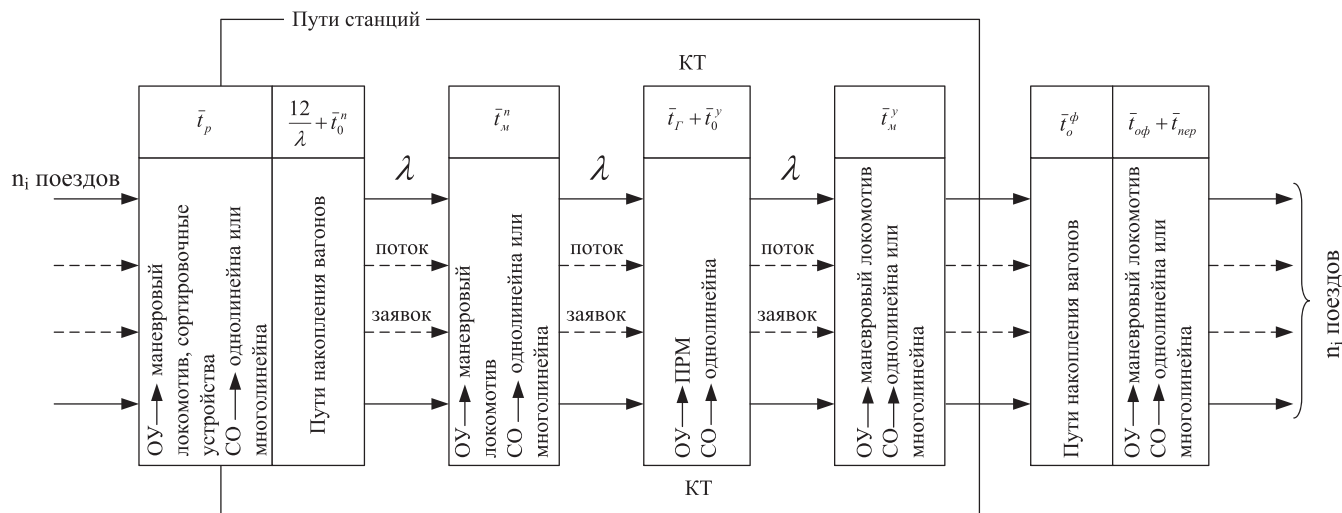 Пути станций
КТ
t̄р
12/λ + t̄0ⁿ
t̄мⁿ
t̄Г + t̄0ʸ
t̄мʸ
t̄оᶠ
t̄оф + t̄пер
nᵢ поездов
λ
λ
λ
ОУ маневровый
локомотив, сортировочные
устройства
СО однолинейна или
многолинейна
Пути накопления вагонов
поток
заявок
ОУ маневровый
локомотив
СО однолинейна или
многолинейна
поток
заявок
ОУ ПРМ
СО однолинейна
поток
заявок
ОУ маневровый локомотив
СО однолинейна или
многолинейна
Пути накопления вагонов
ОУ маневровый локомотив
СО однолинейна или
многолинейна
nᵢ поездов
КТ